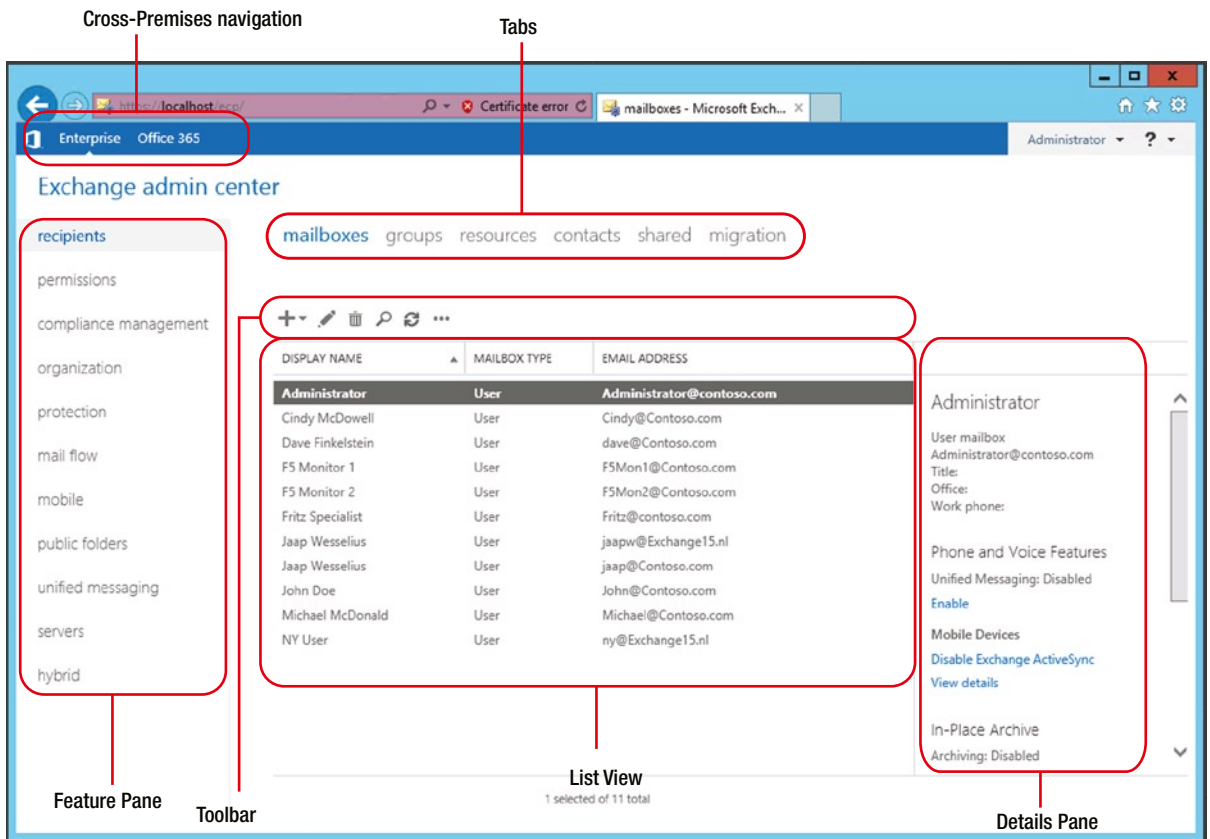 Cross-Premises navigation
Tabs
https://localhost/ecp/
Certificate error
mailboxes - Microsoft Exch...
Enterprise Office 365
Administrator ?
Exchange admin center
recipients
permissions
compliance management
organization
protection
mail flow
mobile
public folders
unified messaging
servers
hybrid
mailboxes groups resources contacts shared migration
DISPLAY NAME MAILBOX TYPE EMAIL ADDRESS
Administrator User Administrator@contoso.com
Cindy McDowell User Cindy@Contoso.com
Dave Finkelstein User dave@Contoso.com
F5 Monitor 1 User F5Mon1@Contoso.com
F5 Monitor 2 User F5Mon2@Contoso.com
Fritz Specialist User Fritz@contoso.com
Jaap Wesselius User jaapw@Exchange15.nl
Jaap Wesselius User jaap@Contoso.com
John Doe User John@Contoso.com
Michael McDonald User Michael@Contoso.com
NY User User ny@Exchange15.nl
Administrator
User mailbox
Administrator@contoso.com
Title:
Office:
Work phone:
Phone and Voice Features
Unified Messaging: Disabled
Enable
Mobile Devices
Disable Exchange ActiveSync
View details
In-Place Archive
Archiving: Disabled
List View
1 selected of 11 total
Feature Pane
Toolbar
Details Pane